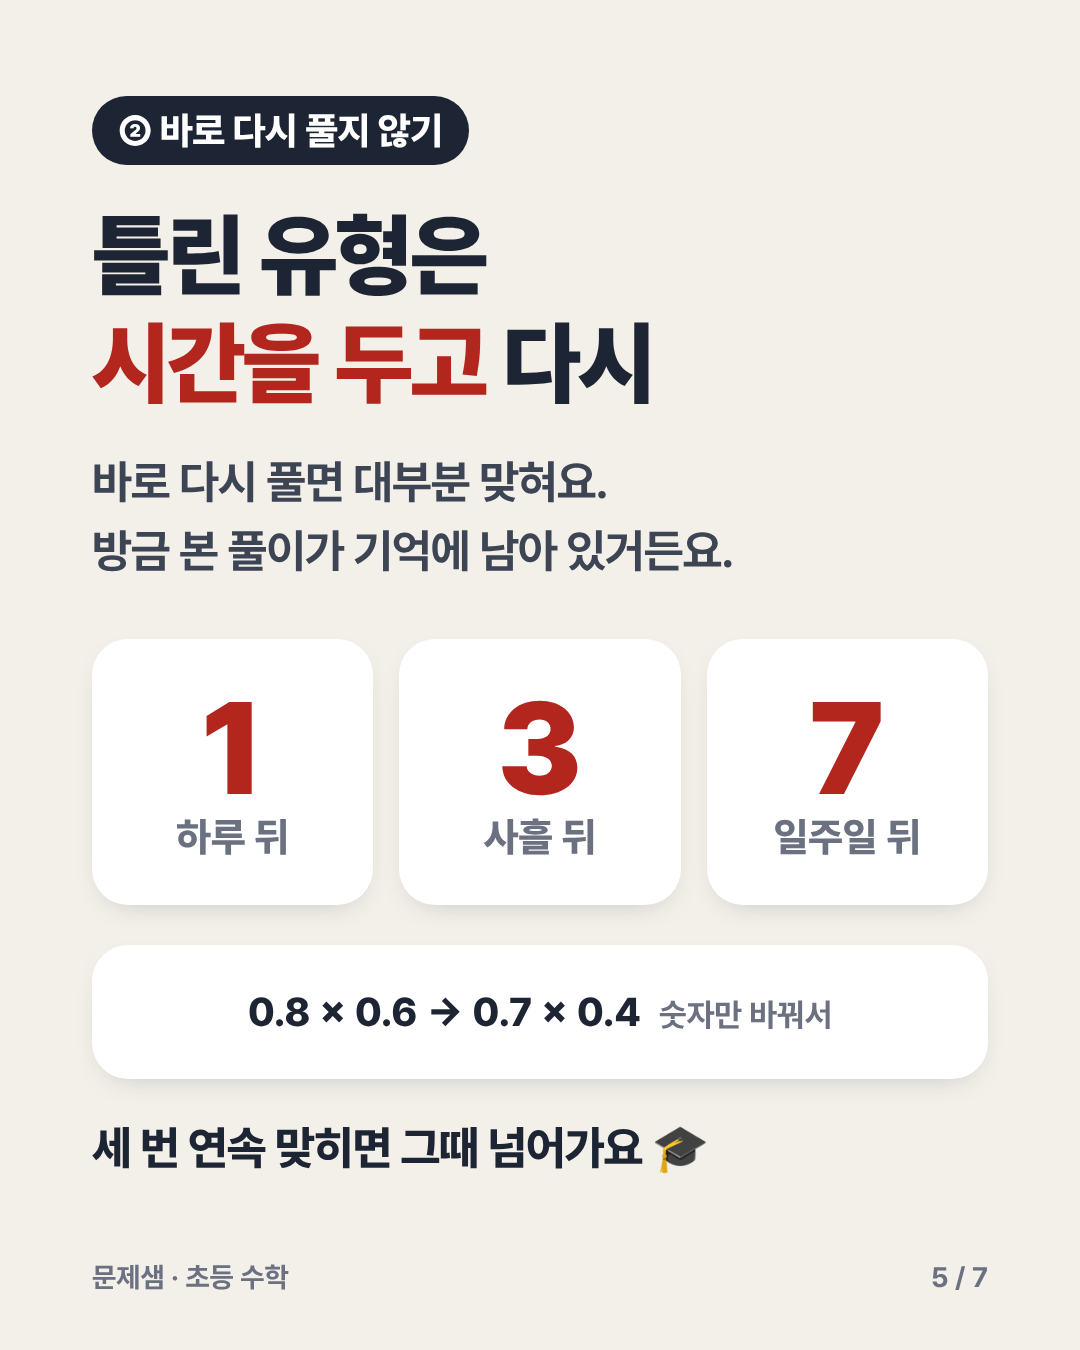 ② 바로 다시 풀지 않기
틀린 유형은
시간을 두고 다시
바로 다시 풀면 대부분 맞혀요.
방금 본 풀이가 기억에 남아 있거든요.
1
하루 뒤
3
사흘 뒤
7
일주일 뒤
0.8 × 0.6 → 0.7 × 0.4 숫자만 바꿔서
세 번 연속 맞히면 그때 넘어가요 🎓
문제샘 · 초등 수학
5 / 7